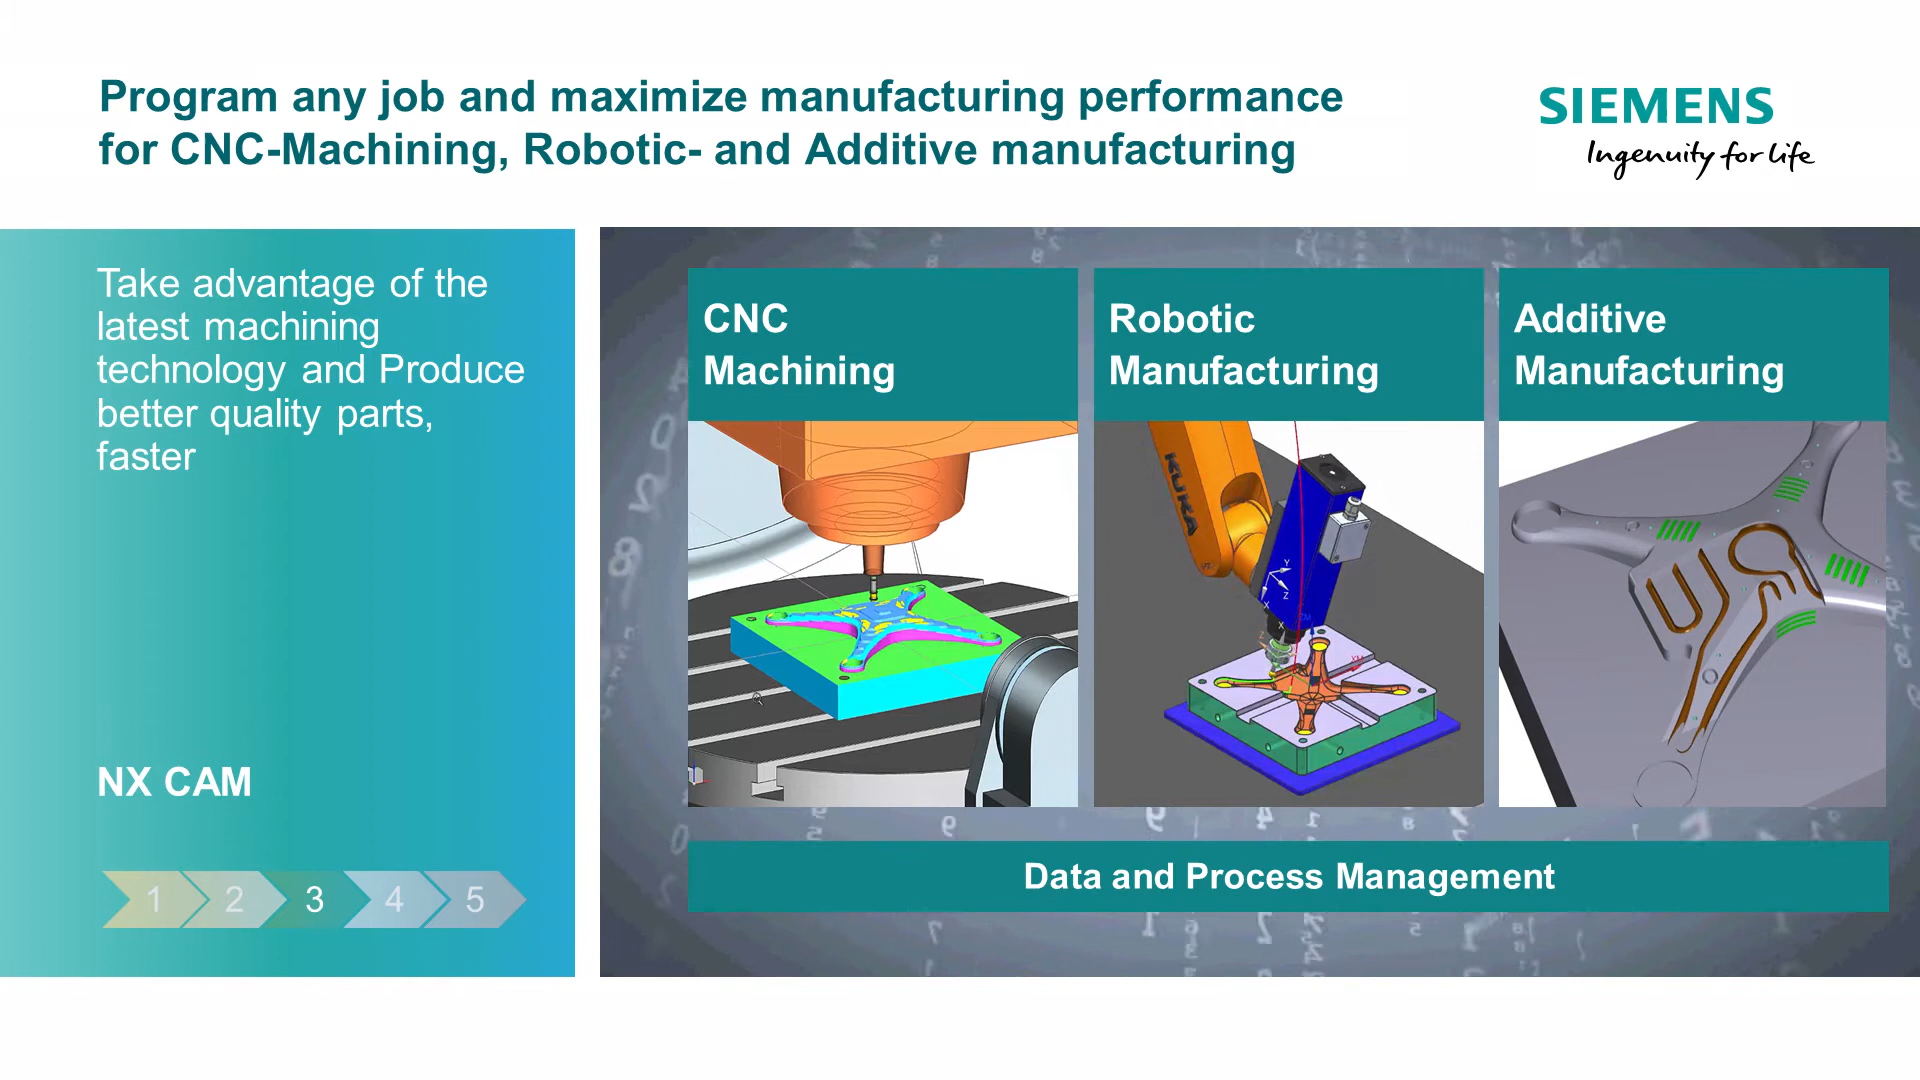 Program any job and maximize manufacturing performance
for CNC-Machining, Robotic- and Additive manufacturing
SIEMENS
Ingenuity for life
Take advantage of the
latest machining
technology and Produce
better quality parts,
faster
NX CAM
1 2 3 4 5
CNC
Machining
Robotic
Manufacturing
Additive
Manufacturing
KUKA
Data and Process Management